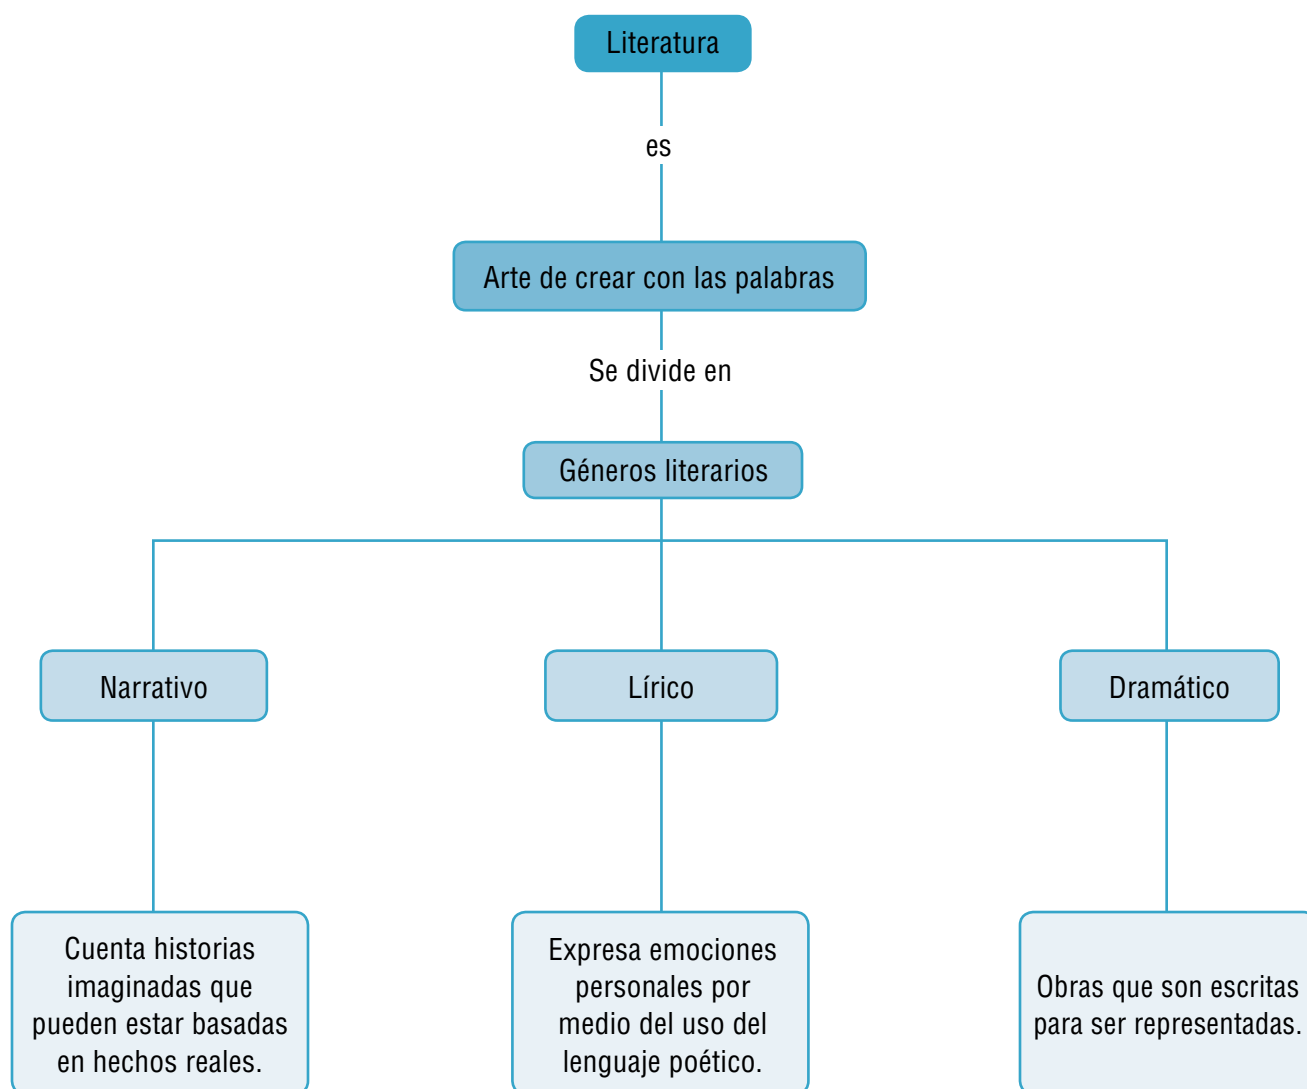 Literatura
es
Arte de crear con las palabras
Se divide en
Géneros literarios
Narrativo
Lírico
Dramático
Cuenta historias
imaginadas que
pueden estar basadas
en hechos reales.
Expresa emociones
personales por
medio del uso del
lenguaje poético.
Obras que son escritas
para ser representadas.